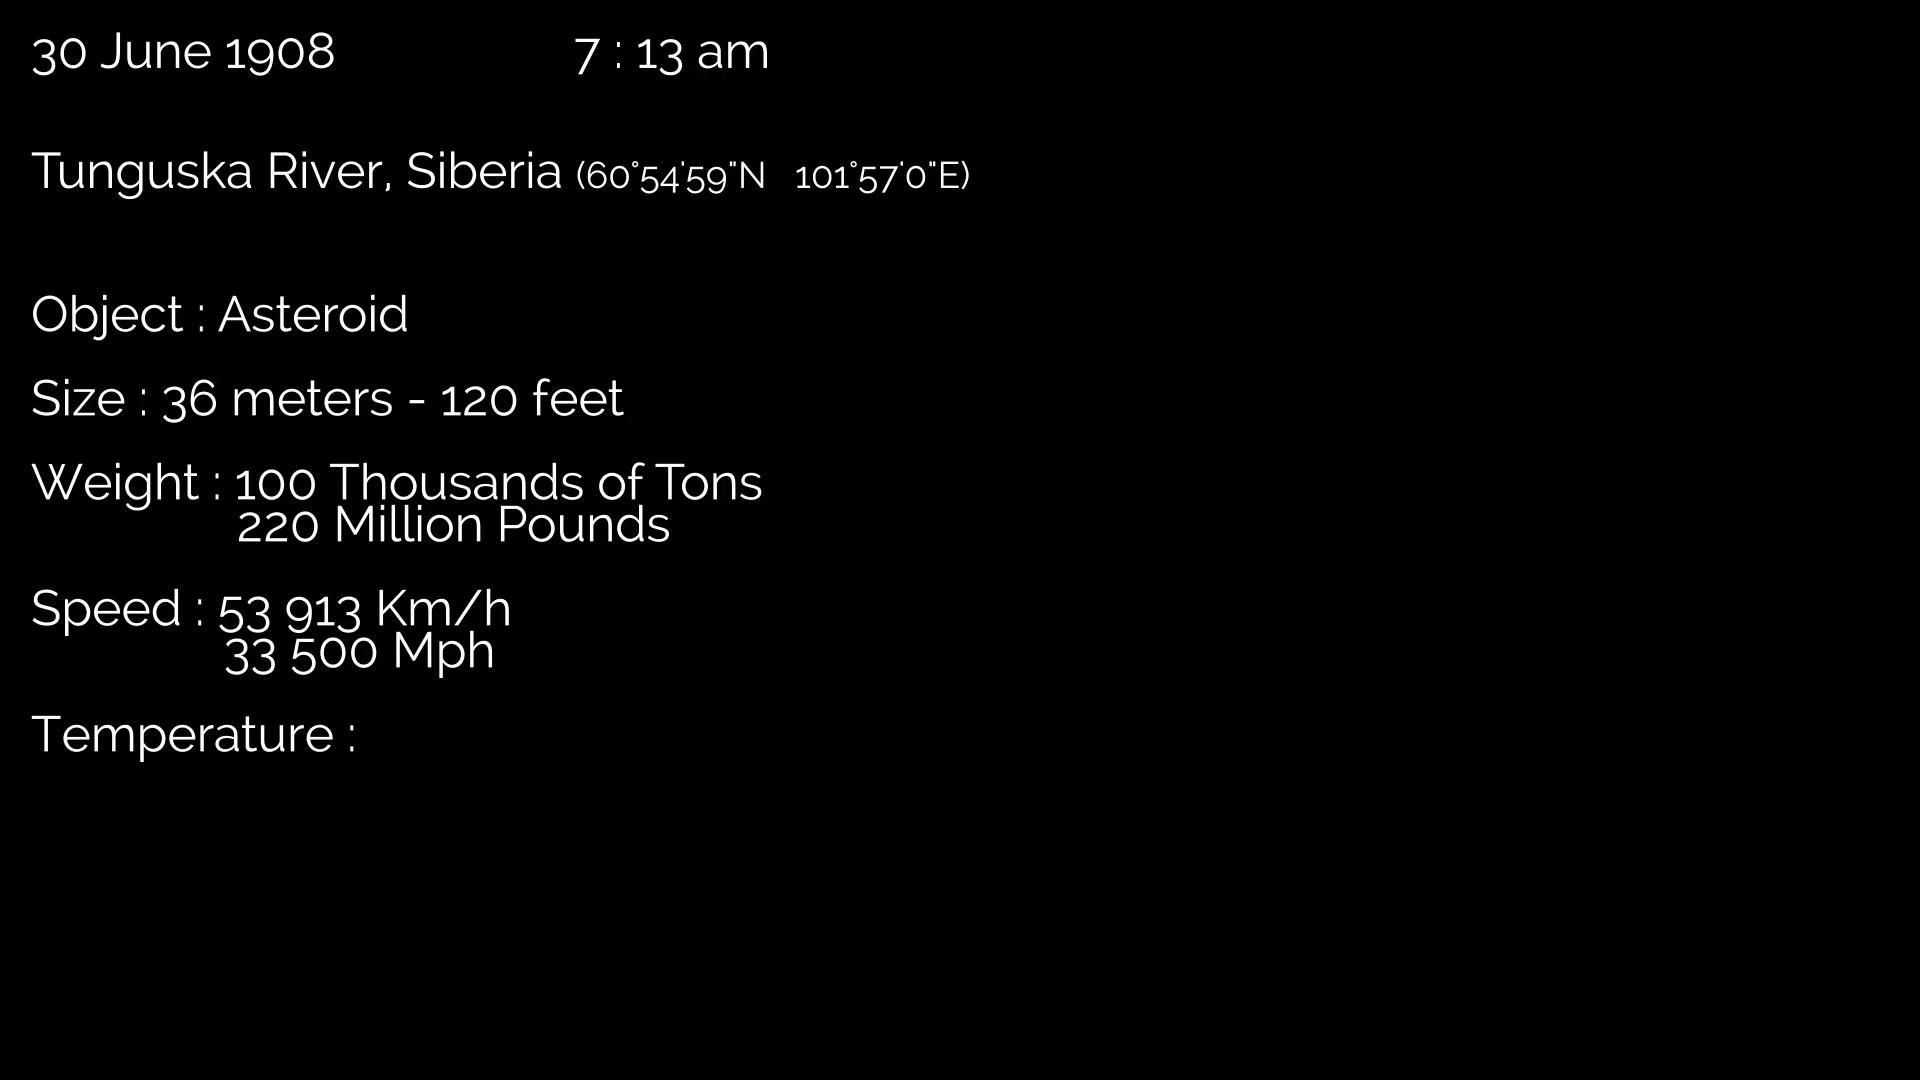 30 June 1908 7 : 13 am
Tunguska River, Siberia (60°54'59"N 101°57'0"E)
Object : Asteroid
Size : 36 meters - 120 feet
Weight : 100 Thousands of Tons
220 Million Pounds
Speed : 53 913 Km/h
33 500 Mph
Temperature :